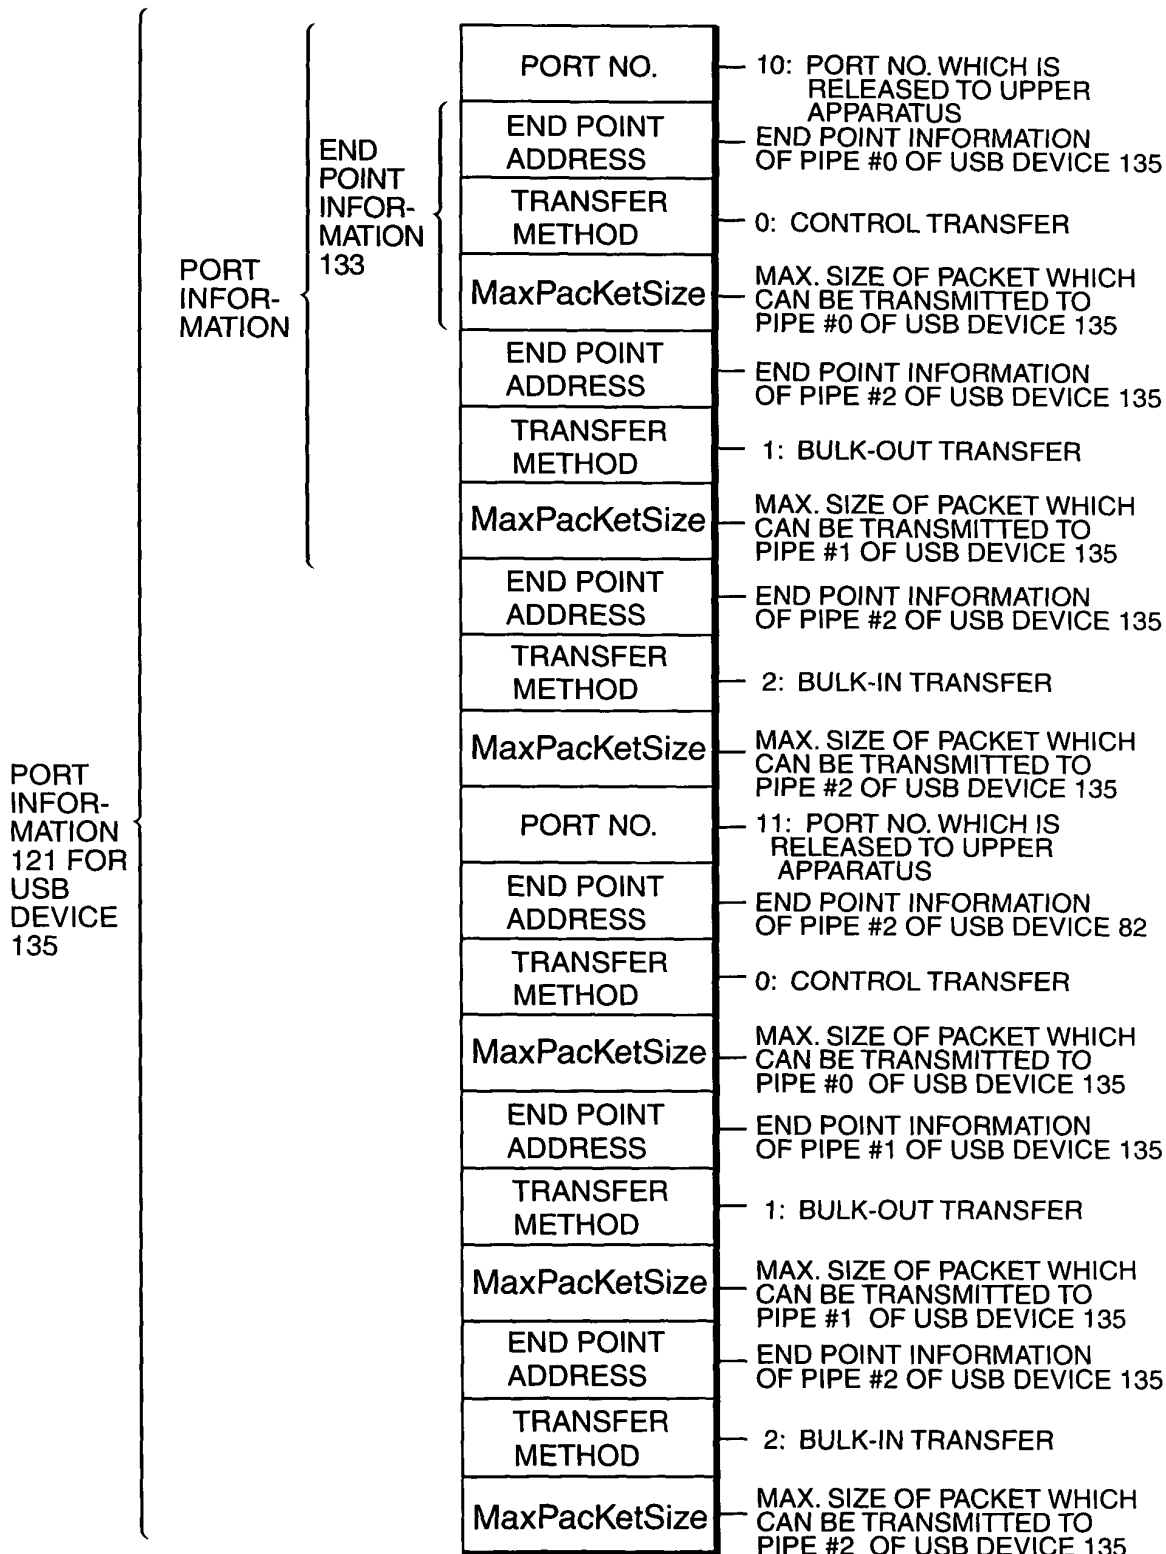 PORT NO.
10: PORT NO. WHICH IS
RELEASED TO UPPER
APPARATUS
END POINT
ADDRESS
END POINT INFORMATION
OF PIPE #0 OF USB DEVICE 135
END
POINT
INFOR-
MATION
133
TRANSFER
METHOD
0: CONTROL TRANSFER
PORT
INFOR-
MATION
MaxPacKetSize
MAX. SIZE OF PACKET WHICH
CAN BE TRANSMITTED TO
PIPE #0 OF USB DEVICE 135
END POINT
ADDRESS
END POINT INFORMATION
OF PIPE #2 OF USB DEVICE 135
TRANSFER
METHOD
1: BULK-OUT TRANSFER
MaxPacKetSize
MAX. SIZE OF PACKET WHICH
CAN BE TRANSMITTED TO
PIPE #1 OF USB DEVICE 135
END POINT
ADDRESS
END POINT INFORMATION
OF PIPE #2 OF USB DEVICE 135
TRANSFER
METHOD
2: BULK-IN TRANSFER
MaxPacKetSize
MAX. SIZE OF PACKET WHICH
CAN BE TRANSMITTED TO
PIPE #2 OF USB DEVICE 135
PORT
INFOR-
MATION
121 FOR
USB
DEVICE
135
PORT NO.
11: PORT NO. WHICH IS
RELEASED TO UPPER
APPARATUS
END POINT
ADDRESS
END POINT INFORMATION
OF PIPE #2 OF USB DEVICE 82
TRANSFER
METHOD
0: CONTROL TRANSFER
MaxPacKetSize
MAX. SIZE OF PACKET WHICH
CAN BE TRANSMITTED TO
PIPE #0 OF USB DEVICE 135
END POINT
ADDRESS
END POINT INFORMATION
OF PIPE #1 OF USB DEVICE 135
TRANSFER
METHOD
1: BULK-OUT TRANSFER
MaxPacKetSize
MAX. SIZE OF PACKET WHICH
CAN BE TRANSMITTED TO
PIPE #1 OF USB DEVICE 135
END POINT
ADDRESS
END POINT INFORMATION
OF PIPE #2 OF USB DEVICE 135
TRANSFER
METHOD
2: BULK-IN TRANSFER
MaxPacKetSize
MAX. SIZE OF PACKET WHICH
CAN BE TRANSMITTED TO
PIPE #2 OF USB DEVICE 135